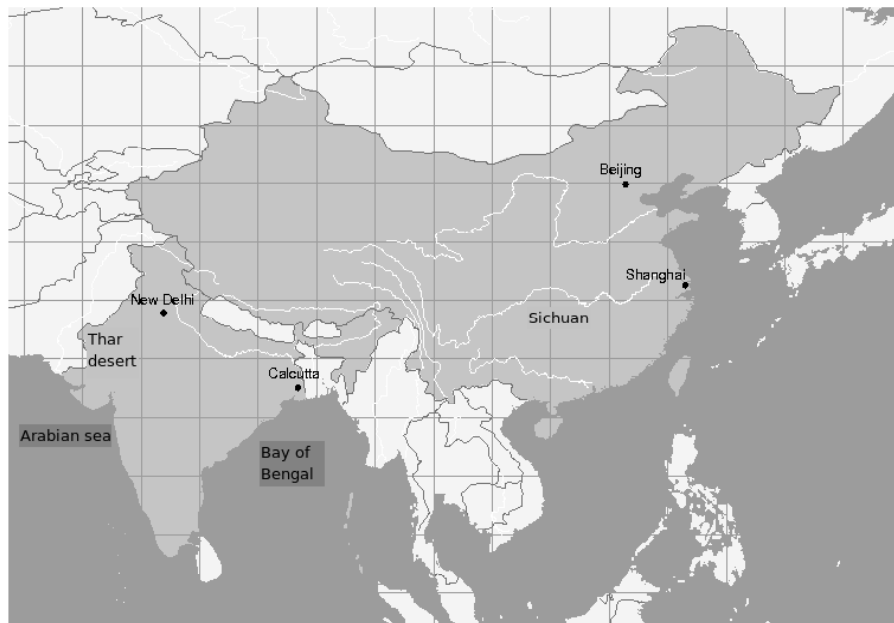 Beijing
Shanghai
New Delhi
Sichuan
Thar
desert
Calcutta
Arabian sea
Bay of
Bengal